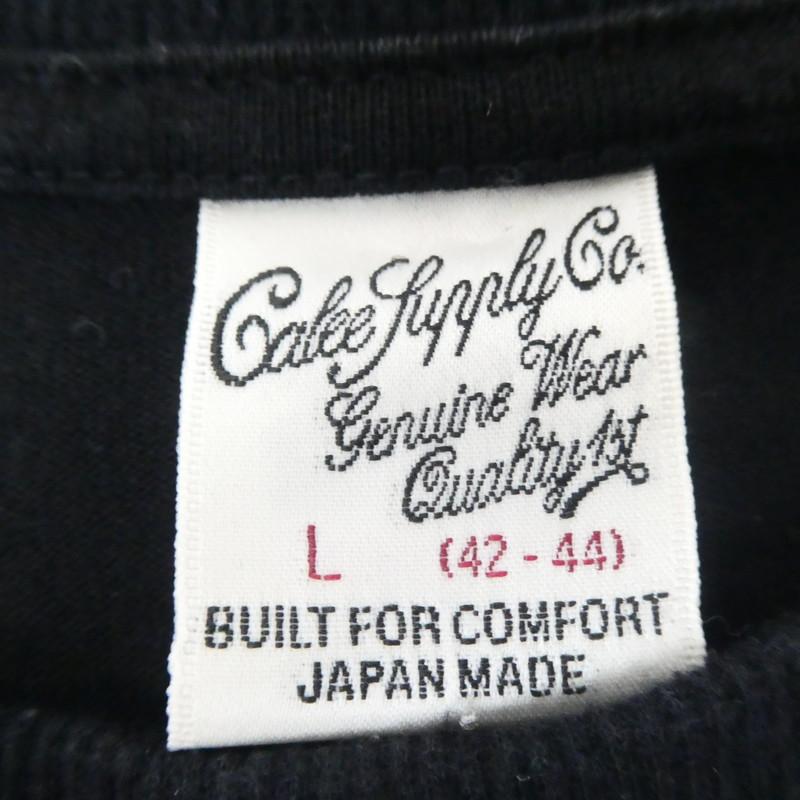 Calee Supply Co.
Genuine Wear
Quality 1st
L (42-44)
BUILT FOR COMFORT
JAPAN MADE